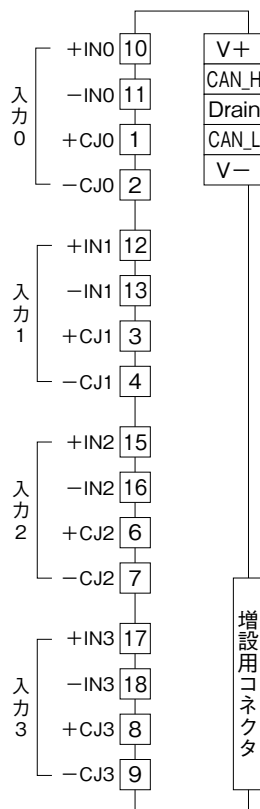 入力0
+IN0 10
−IN0 11
+CJ0 1
−CJ0 2
入力1
+IN1 12
−IN1 13
+CJ1 3
−CJ1 4
入力2
+IN2 15
−IN2 16
+CJ2 6
−CJ2 7
入力3
+IN3 17
−IN3 18
+CJ3 8
−CJ3 9
V+
CAN_H
Drain
CAN_L
V−
増設用コネクタ